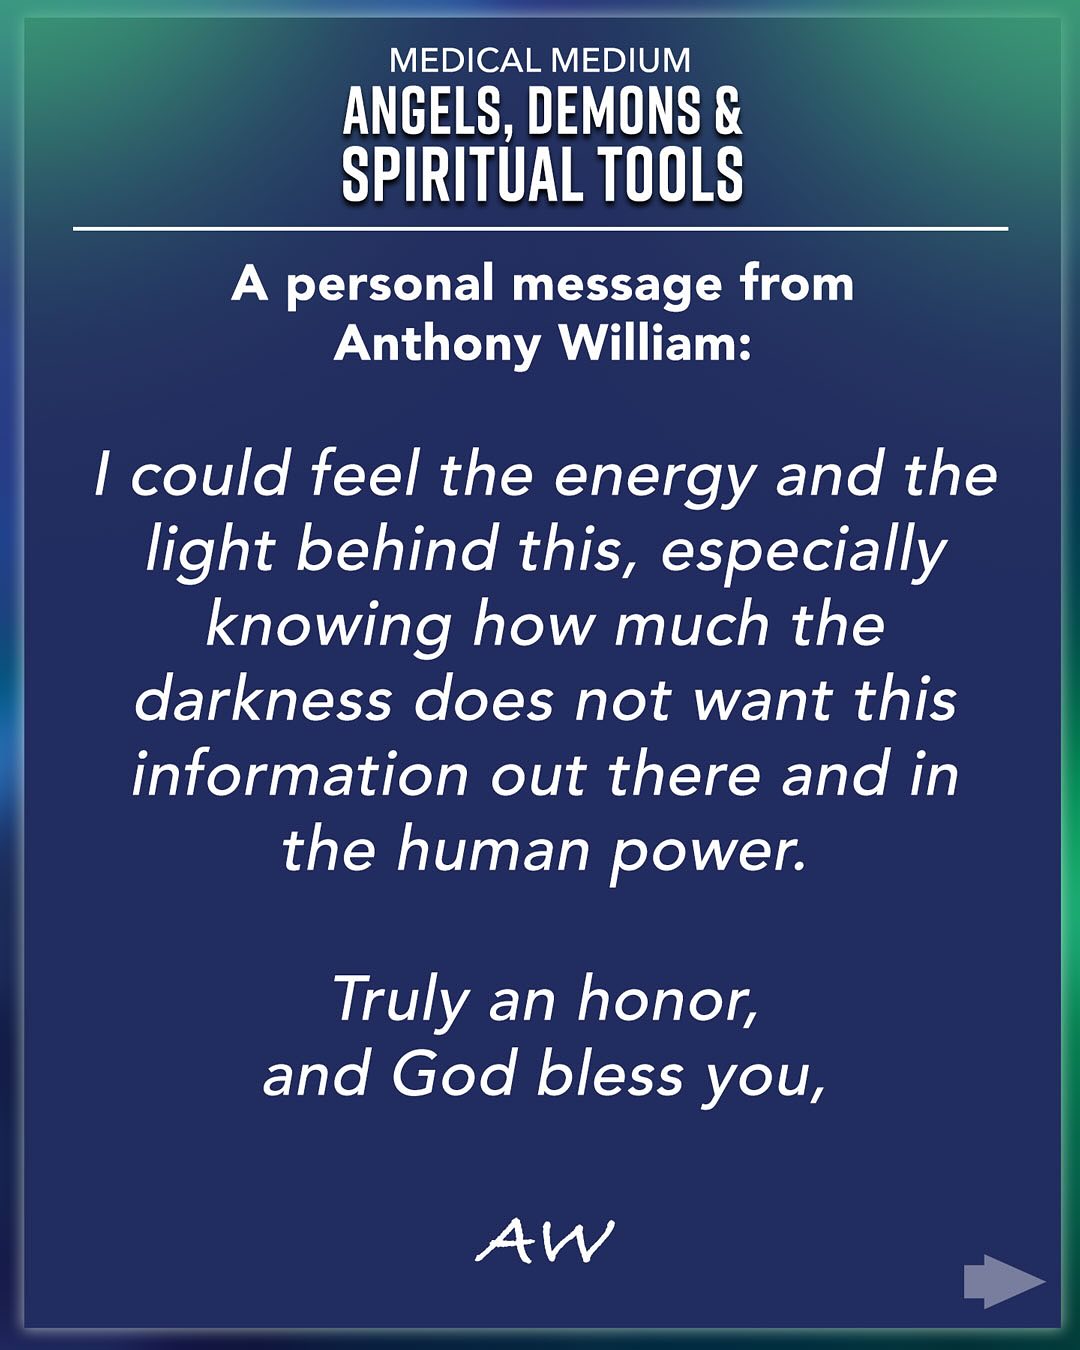 MEDICAL MEDIUM
ANGELS, DEMONS &
SPIRITUAL TOOLS
A personal message from
Anthony William:
I could feel the energy and the
light behind this, especially
knowing how much the
darkness does not want this
information out there and in
the human power.
Truly an honor,
and God bless you,
AW